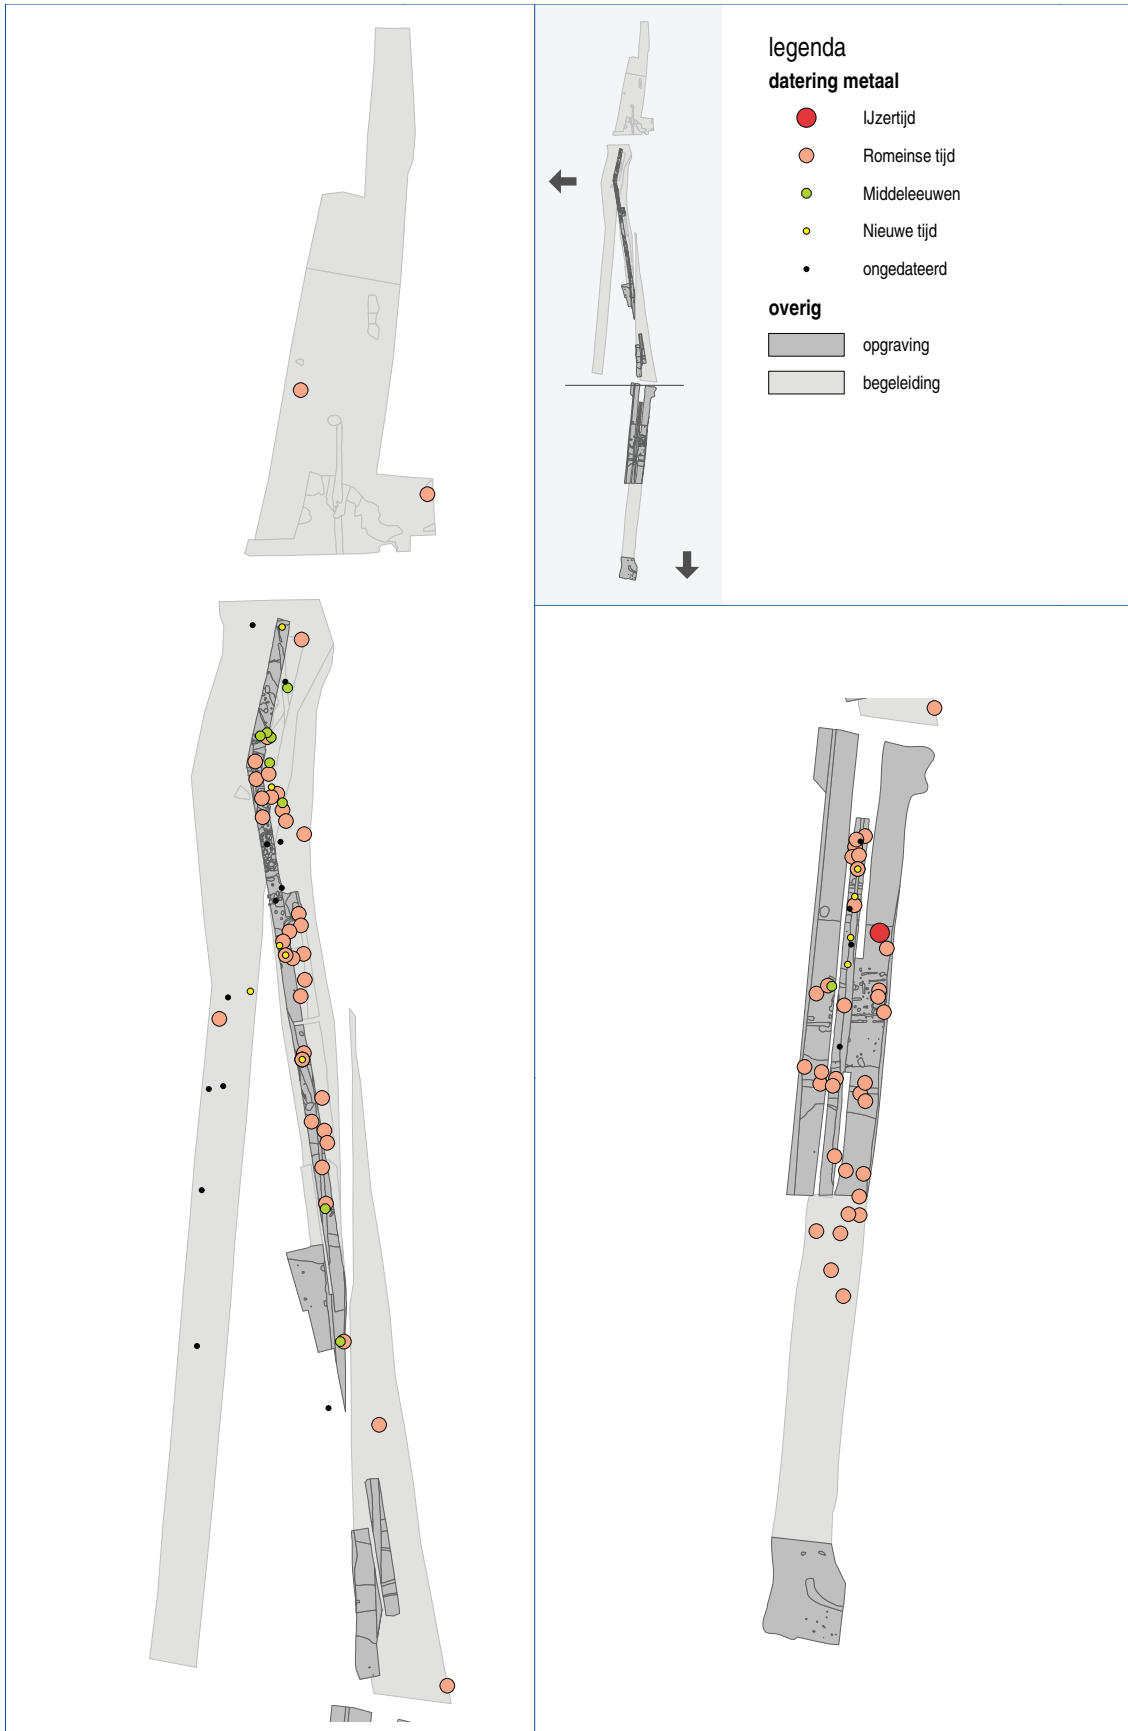 legenda
datering metaal
IJzertijd
Romeinse tijd
Middeleeuwen
Nieuwe tijd
ongedateerd
overig
opgraving
begeleiding